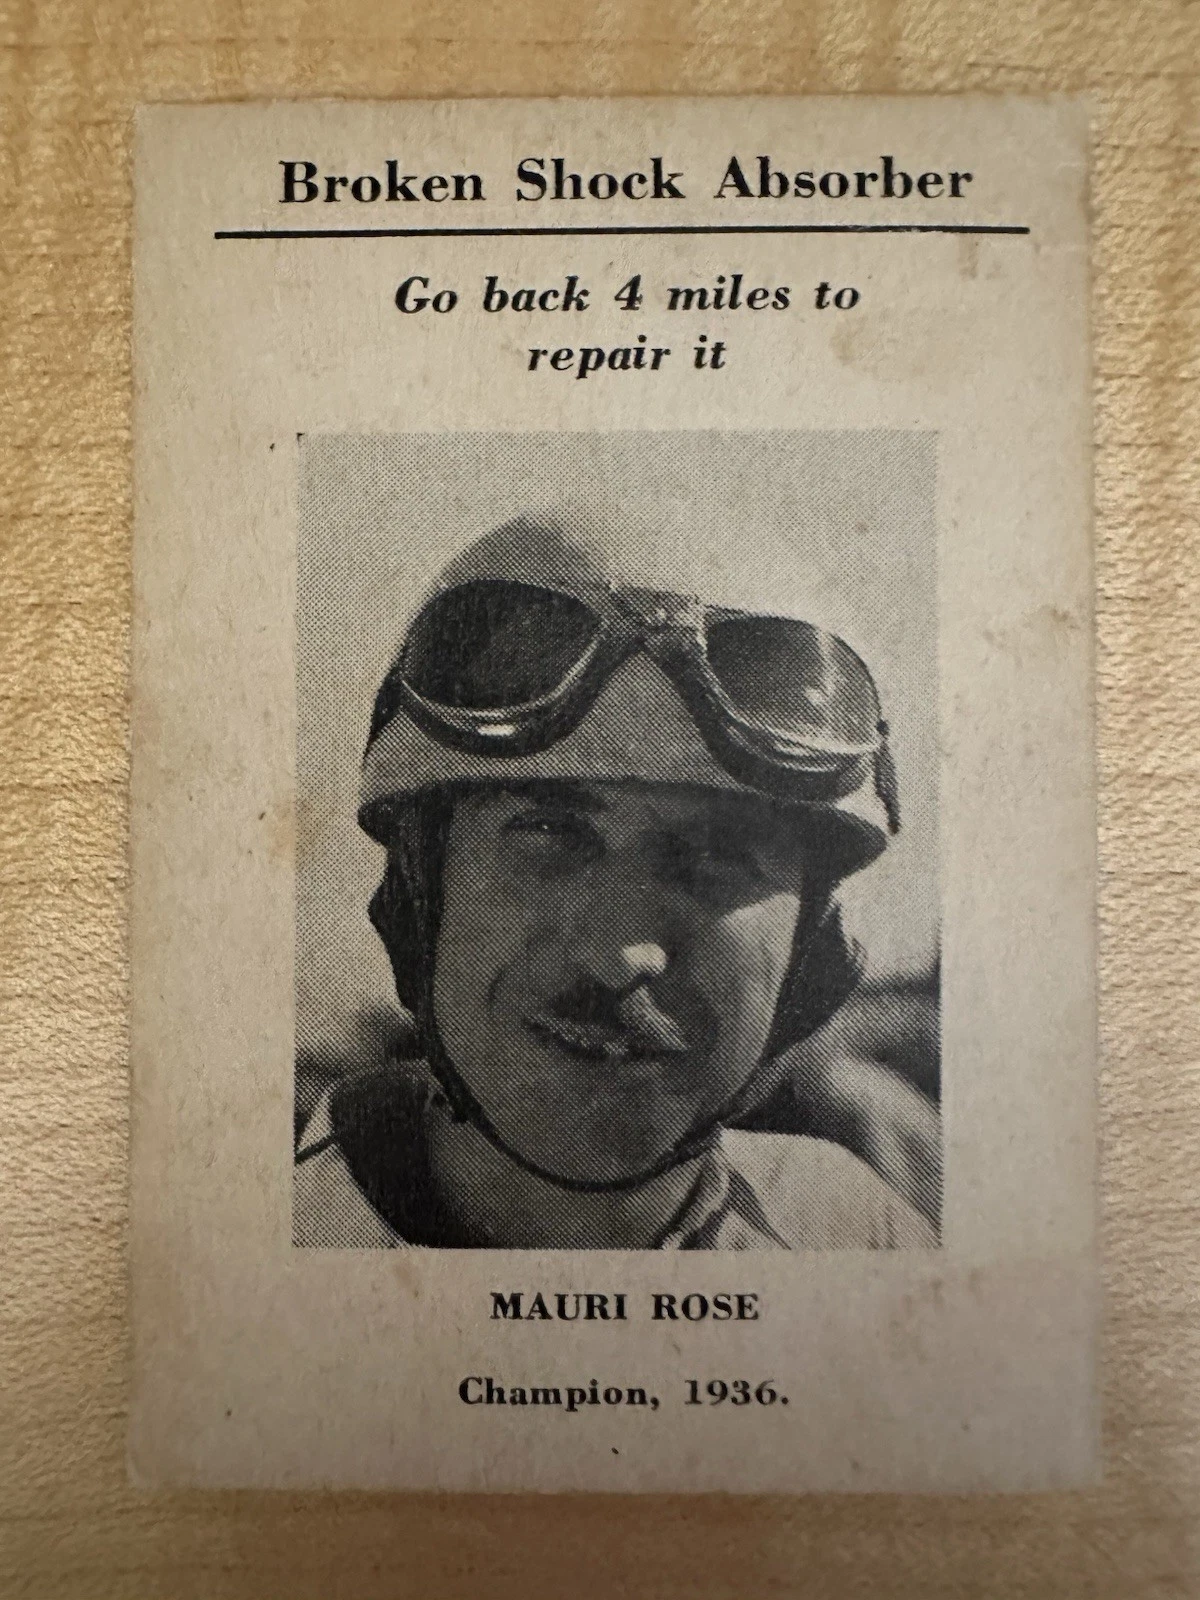 Broken Shock Absorber
Go back 4 miles to
repair it
MAURI ROSE
Champion, 1936.